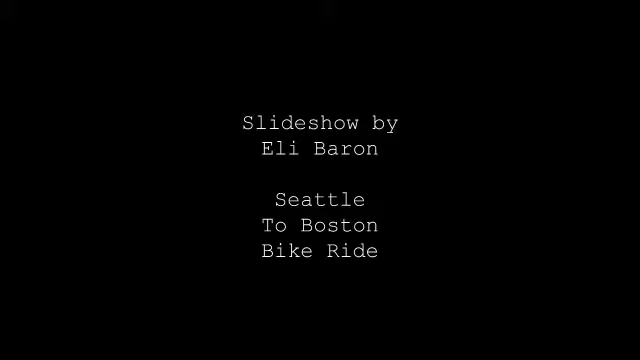 Slideshow by
Eli Baron
Seattle
To Boston
Bike Ride